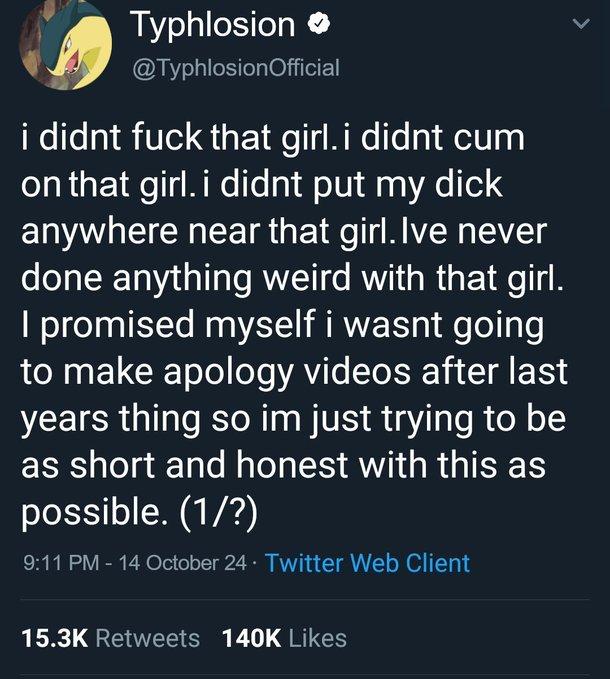 Typhlosion
@TyphlosionOfficial
i didnt fuck that girl.i didnt cum
on that girl.i didnt put my dick
anywhere near that girl.Ive never
done anything weird with that girl.
I promised myself i wasnt going
to make apology videos after last
years thing so im just trying to be
as short and honest with this as
possible. (1/?)
9:11 PM - 14 October 24 · Twitter Web Client
15.3K Retweets 140K Likes